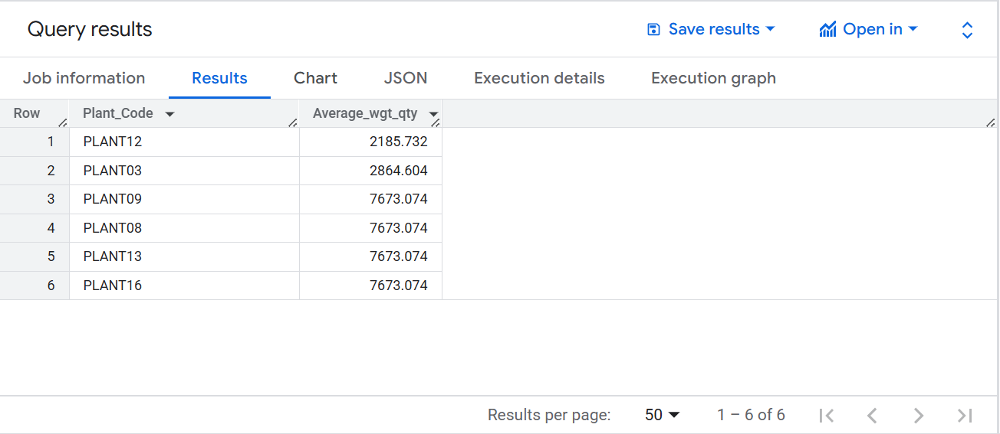 Query results Save results Open in
Job information Results Chart JSON Execution details Execution graph
Row Plant_Code Average_wgt_qty
1 PLANT12 2185.732
2 PLANT03 2864.604
3 PLANT09 7673.074
4 PLANT08 7673.074
5 PLANT13 7673.074
6 PLANT16 7673.074
Results per page: 50 1 – 6 of 6